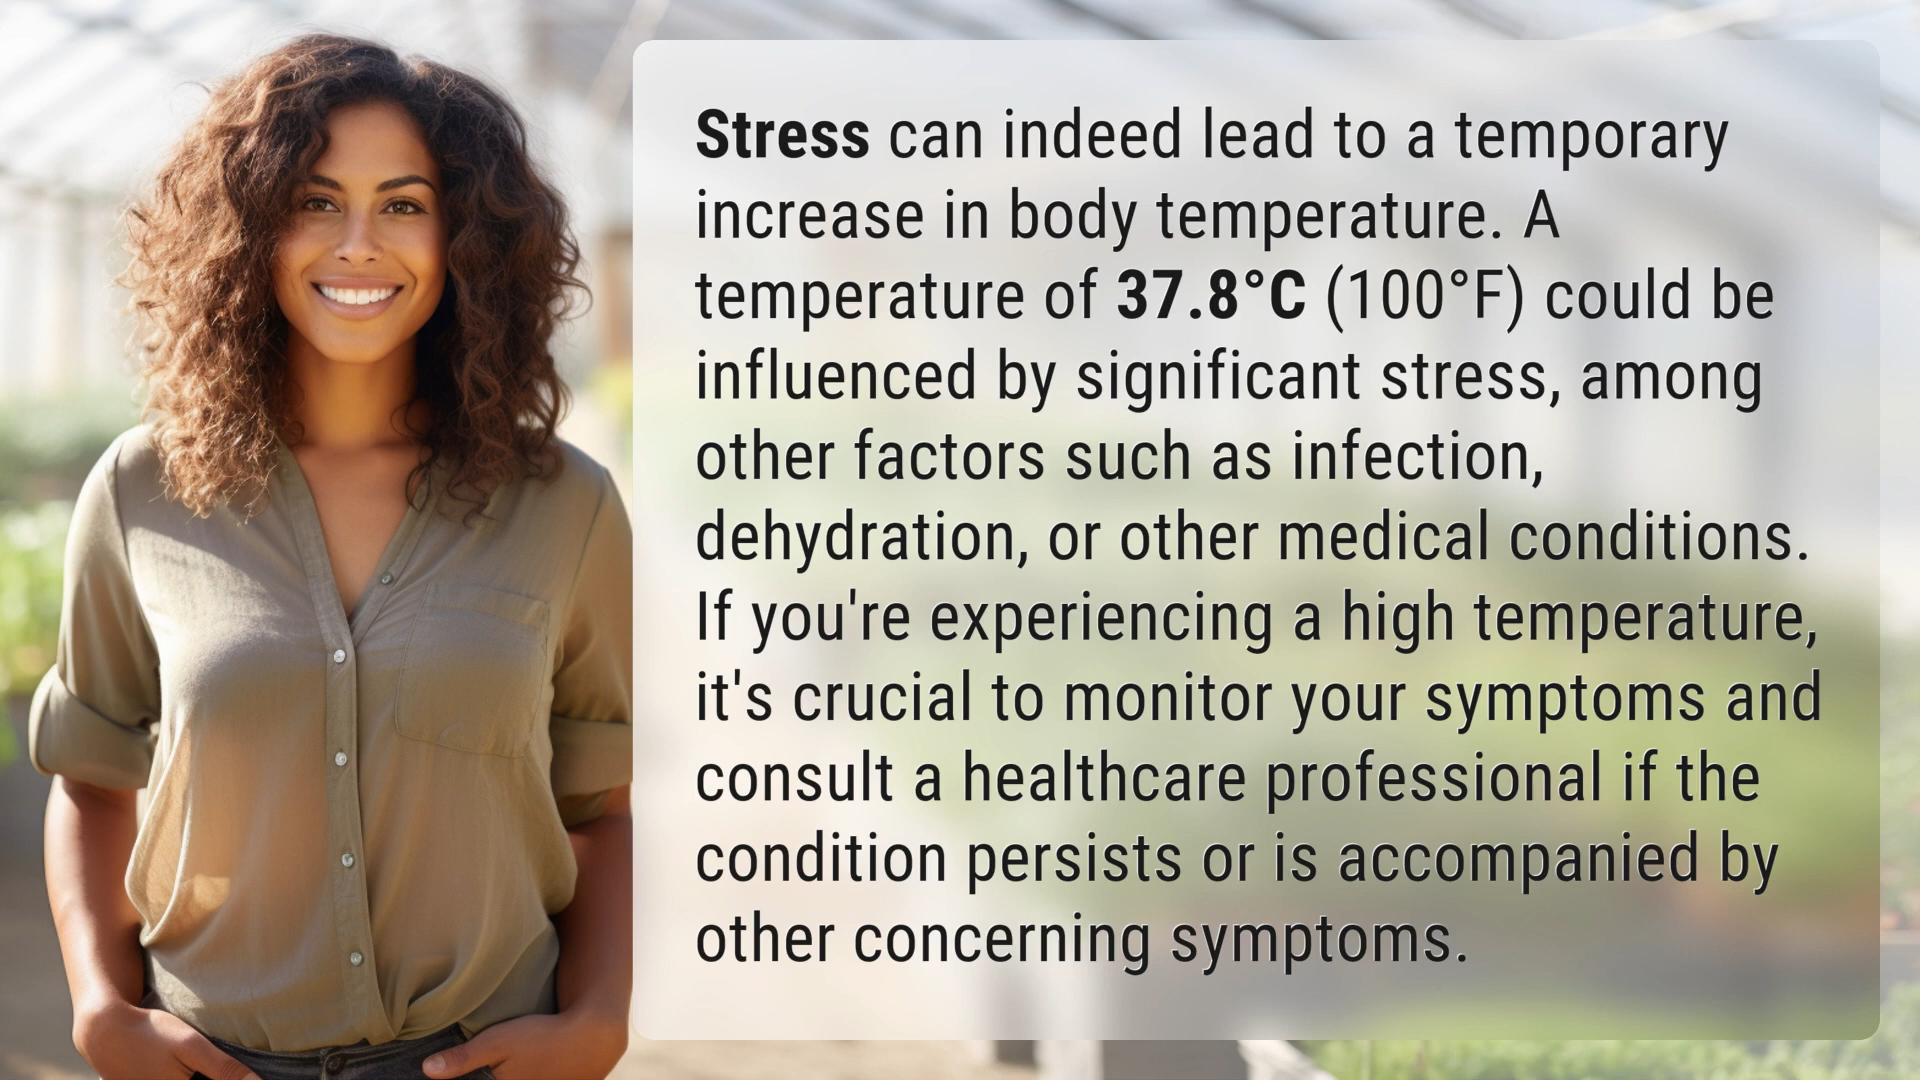 Stress can indeed lead to a temporary
increase in body temperature. A
temperature of 37.8°C (100°F) could be
influenced by significant stress, among
other factors such as infection,
dehydration, or other medical conditions.
If you're experiencing a high temperature,
it's crucial to monitor your symptoms and
consult a healthcare professional if the
condition persists or is accompanied by
other concerning symptoms.